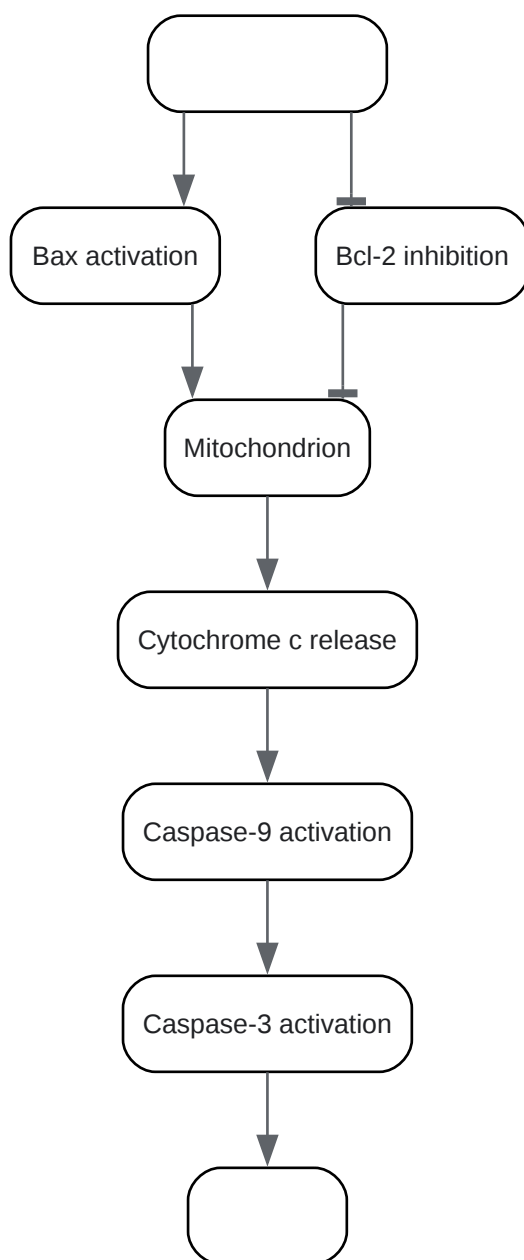 Bax activation
Bcl-2 inhibition
Mitochondrion
Cytochrome c release
Caspase-9 activation
Caspase-3 activation